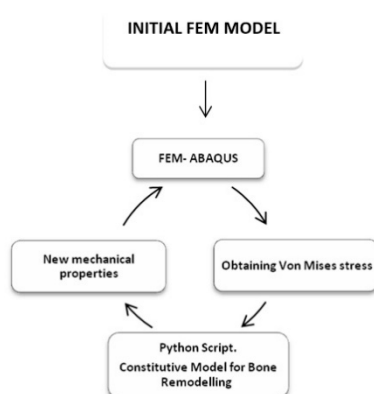 INITIAL FEM MODEL
FEM- ABAQUS
New mechanical
properties
Obtaining Von Mises stress
Python Script.
Constitutive Model for Bone
Remodelling